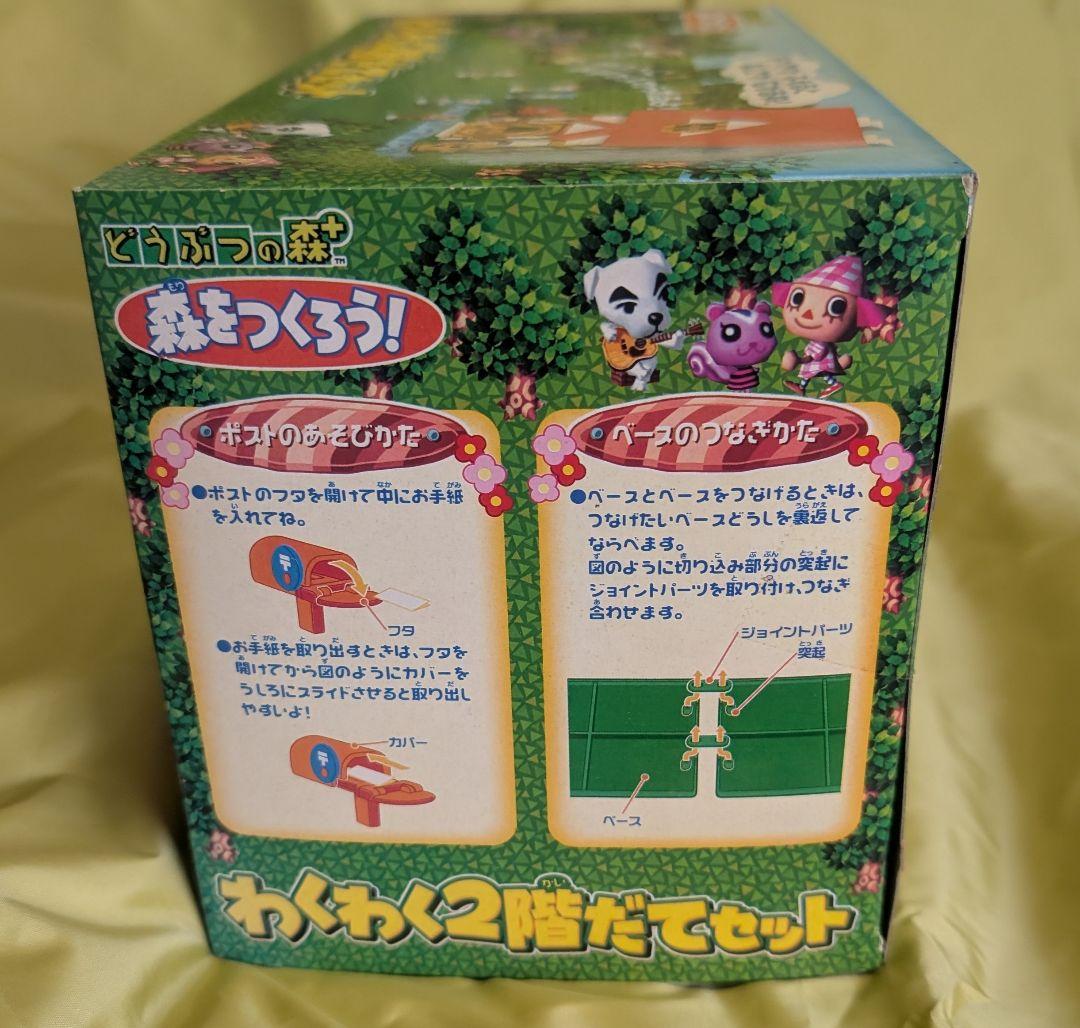 どうぶつの森+
TM
森をつくろう!
もり
ポストのあそびかた
●ポストのフタを開けて中にお手紙
を入れてね。
フタ
●お手紙を取り出すときは、フタを
開けてから図のようにカバーを
うしろにスライドさせると取り出し
やすいよ!
カバー
ベースのつなぎかた
●ベースとベースをつなげるときは、
つなげたいベースどうしを裏返して
ならべます。
図のように切り込み部分の突起に
ジョイントパーツを取り付け、つなぎ
合わせます。
ジョイントパーツ
突起
ベース
わくわく2階だてセット